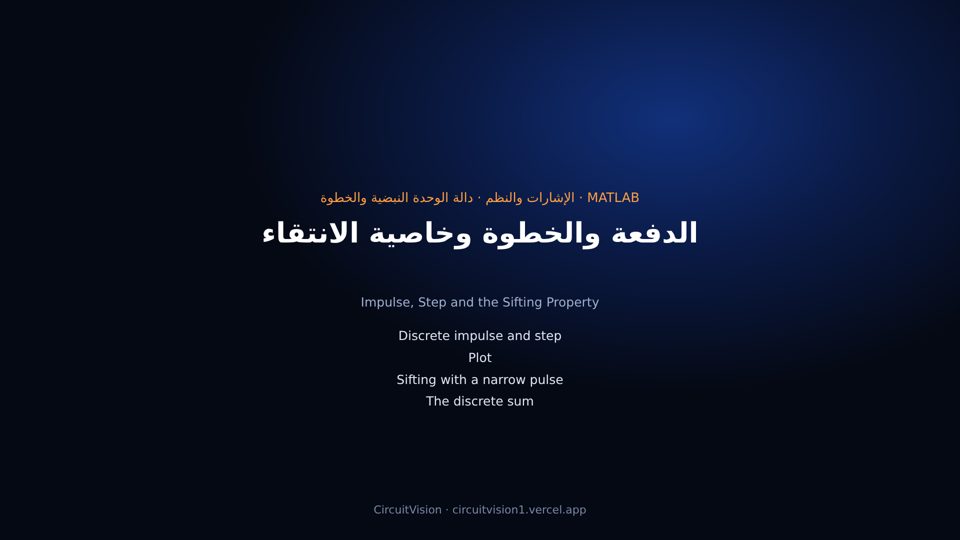 MATLAB · الإشارات والنظم · دالة الوحدة النبضية والخطوة
الدفعة والخطوة وخاصية الانتقاء
Impulse, Step and the Sifting Property
Discrete impulse and step
Plot
Sifting with a narrow pulse
The discrete sum
CircuitVision · circuitvision1.vercel.app